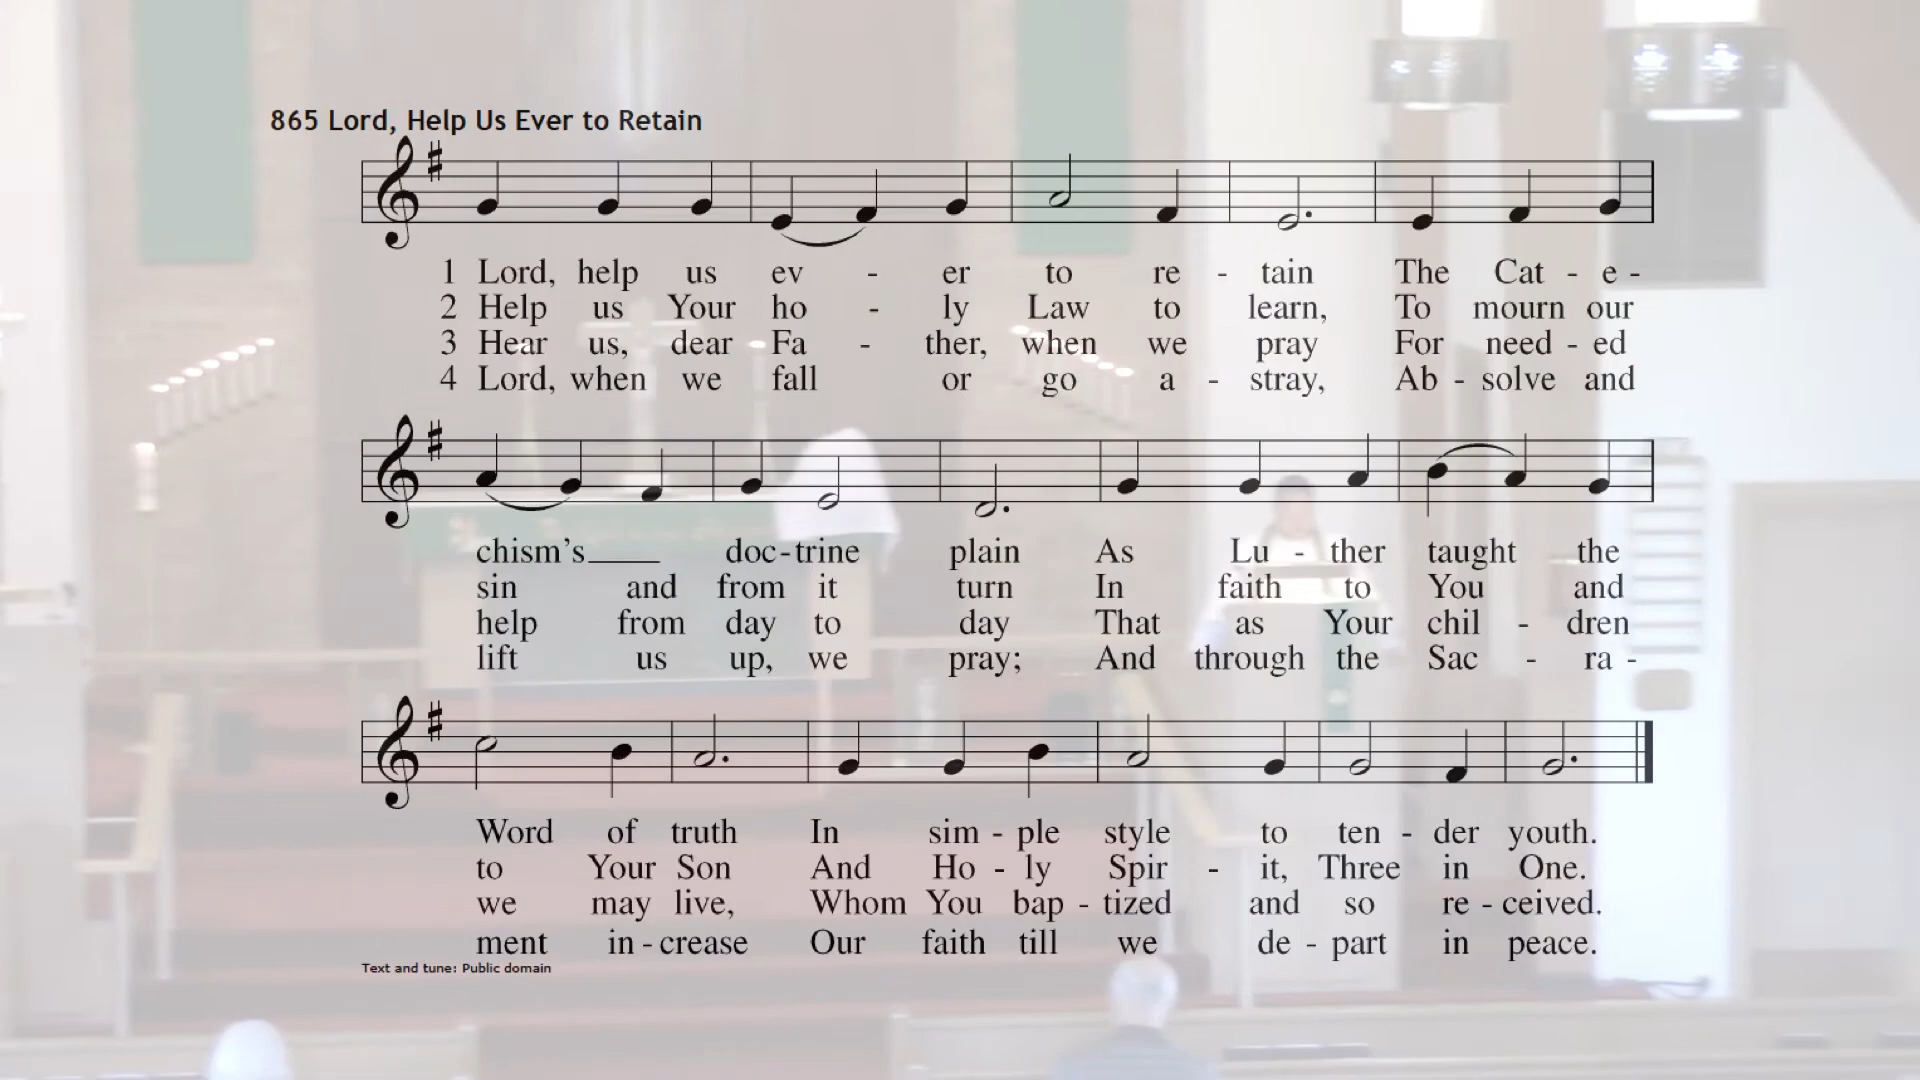 865 Lord, Help Us Ever to Retain
1 Lord, help us ev - er to re - tain The Cat - e -
2 Help us Your ho - ly Law to learn, To mourn our
3 Hear us, dear Fa - ther, when we pray For need - ed
4 Lord, when we fall or go a - stray, Ab - solve and
chism's____ doc - trine plain As Lu - ther taught the
sin and from it turn In faith to You and
help from day to day That as Your chil - dren
lift us up, we pray; And through the Sac - ra -
Word of truth In sim - ple style to ten - der youth.
to Your Son And Ho - ly Spir - it, Three in One.
we may live, Whom You bap - tized and so re - ceived.
ment in - crease Our faith till we de - part in peace.
Text and tune: Public domain